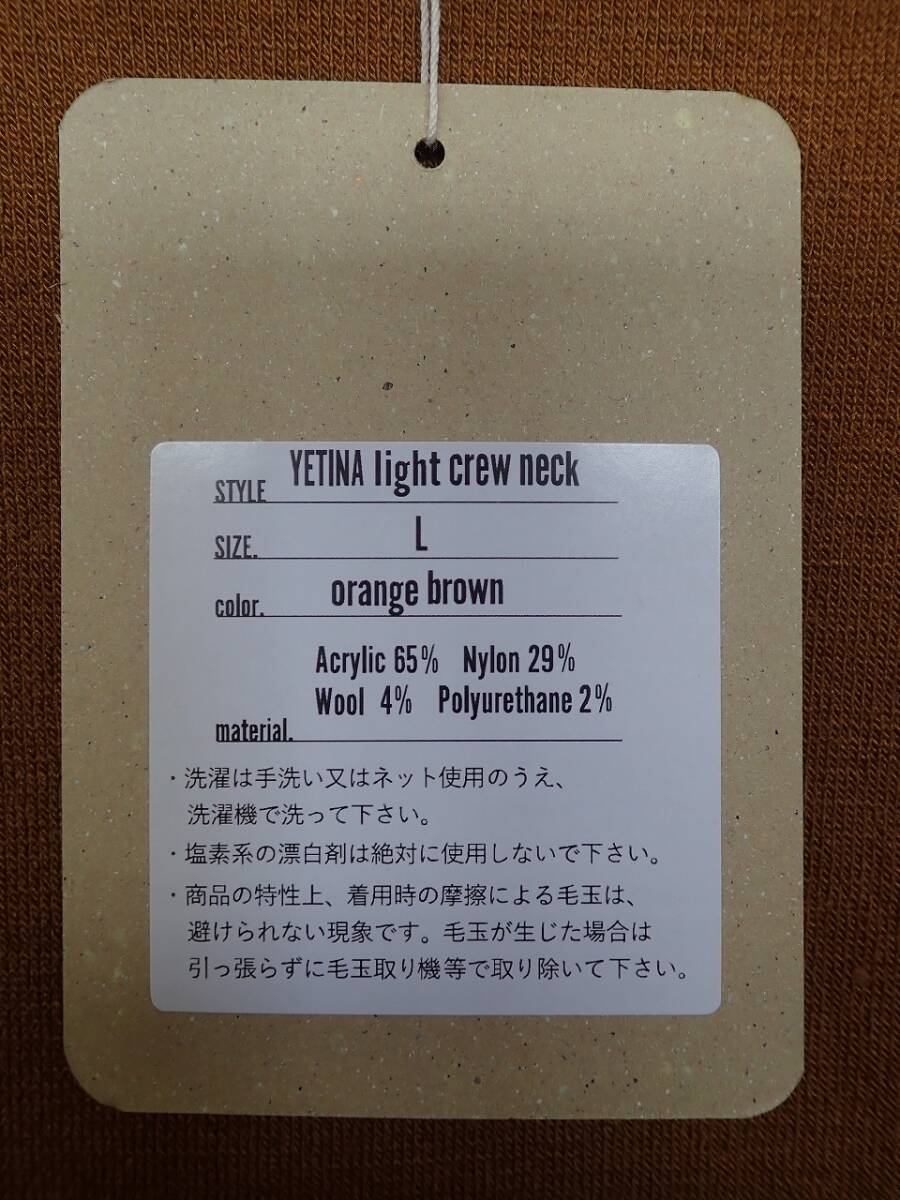 STYLE YETINA light crew neck
SIZE. L
color. orange brown
Acrylic 65% Nylon 29%
Wool 4% Polyurethane 2%
material.
・洗濯は手洗い又はネット使用のうえ、
洗濯機で洗って下さい。
・塩素系の漂白剤は絶対に使用しないで下さい。
・商品の特性上、着用時の摩擦による毛玉は、
避けられない現象です。毛玉が生じた場合は
引っ張らずに毛玉取り機等で取り除いて下さい。